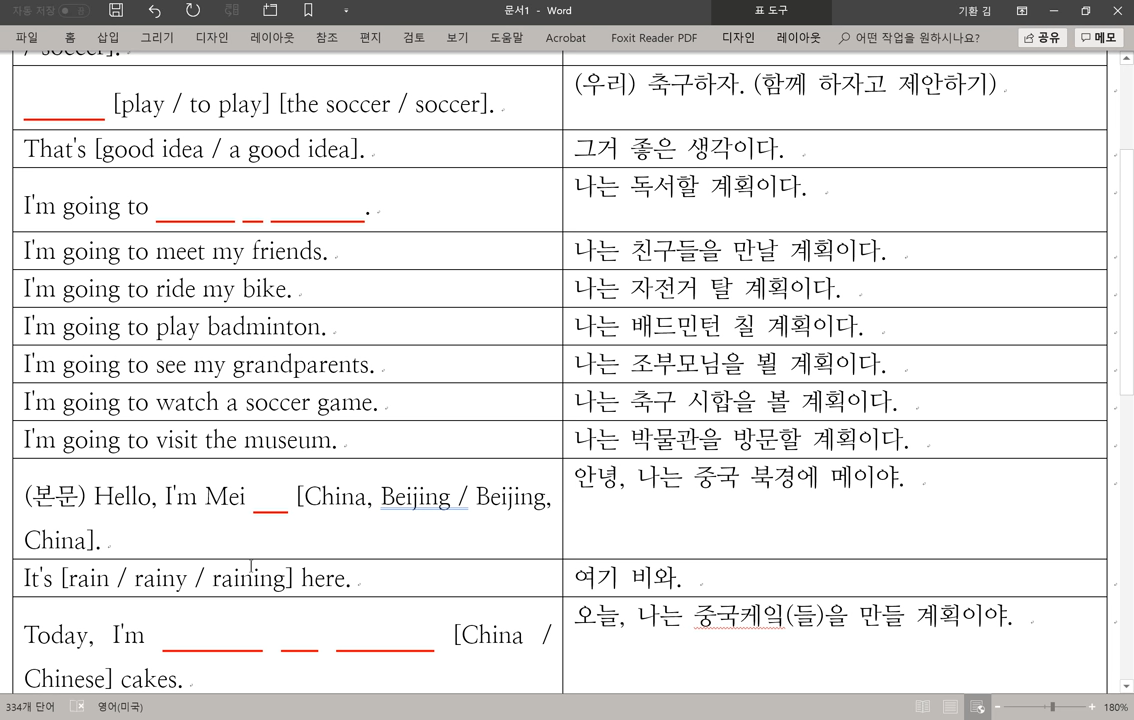 자동 저장
문서1 - Word
표 도구
기환 김
파일 홈 삽입 그리기 디자인 레이아웃 참조 편지 검토 보기 도움말 Acrobat Foxit Reader PDF 디자인 레이아웃 어떤 작업을 원하시나요? 공유 메모
/ soccer].
[play / to play] [the soccer / soccer].
(우리) 축구하자. (함께 하자고 제안하기)
That's [good idea / a good idea].
그거 좋은 생각이다.
I'm going to ______ __ ______.
나는 독서할 계획이다.
I'm going to meet my friends.
나는 친구들을 만날 계획이다.
I'm going to ride my bike.
나는 자전거 탈 계획이다.
I'm going to play badminton.
나는 배드민턴 칠 계획이다.
I'm going to see my grandparents.
나는 조부모님을 뵐 계획이다.
I'm going to watch a soccer game.
나는 축구 시합을 볼 계획이다.
I'm going to visit the museum.
나는 박물관을 방문할 계획이다.
(본문) Hello, I'm Mei ___ [China, Beijing / Beijing,
China].
안녕, 나는 중국 북경에 메이야.
It's [rain / rainy / raining] here.
여기 비와.
Today, I'm ______ ___ ______ [China /
Chinese] cakes.
오늘, 나는 중국케잌(들)을 만들 계획이야.
334개 단어 영어(미국)
180%